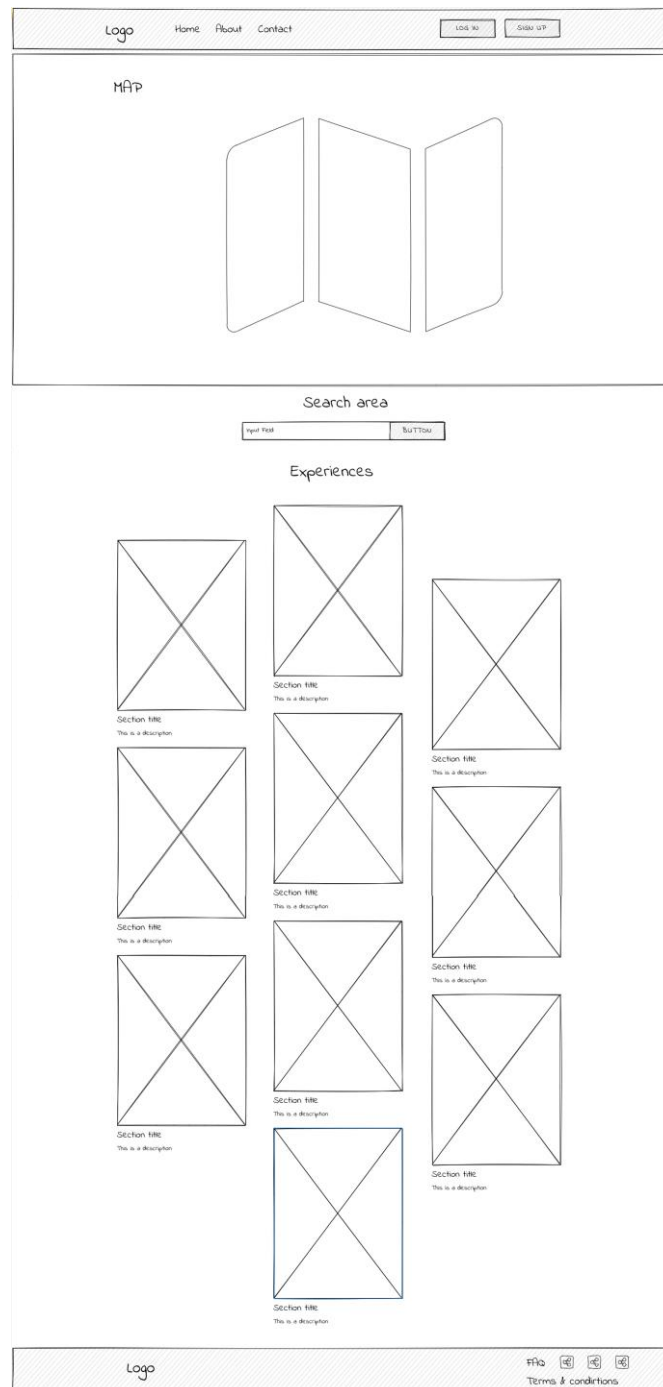 Logo Home About Contact LOG IN SIGN UP
MAP
Search area
Input Text BUTTON
Experiences
Section title
This is a description
Section title
This is a description
Section title
This is a description
Section title
This is a description
Section title
This is a description
Section title
This is a description
Section title
This is a description
Section title
This is a description
Section title
This is a description
Section title
This is a description
Logo
FAQ
Terms & condirtions